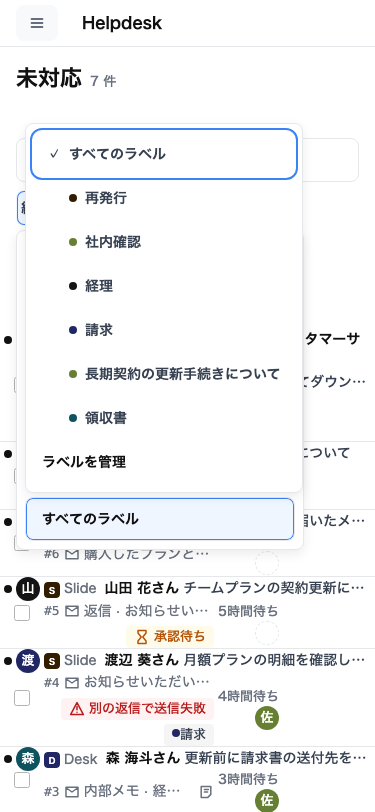 Helpdesk
未対応 7 件
✓ すべてのラベル
再発行
社内確認
経理
請求
長期契約の更新手続きについて
領収書
ラベルを管理
すべてのラベル
タマーサ
てダウン…
について
届いたメ…
#6 購入したプランと…
山 S Slide 山田 花さん チームプランの契約更新に…
#5 返信 · お知らせい… 5時間待ち
承認待ち
渡 S Slide 渡辺 葵さん 月額プランの明細を確認し…
#4 お知らせいただい…
4時間待ち
別の返信で送信失敗 佐
請求
森 D Desk 森 海斗さん 更新前に請求書の送付先を…
3時間待ち
#3 内部メモ · 経…
佐